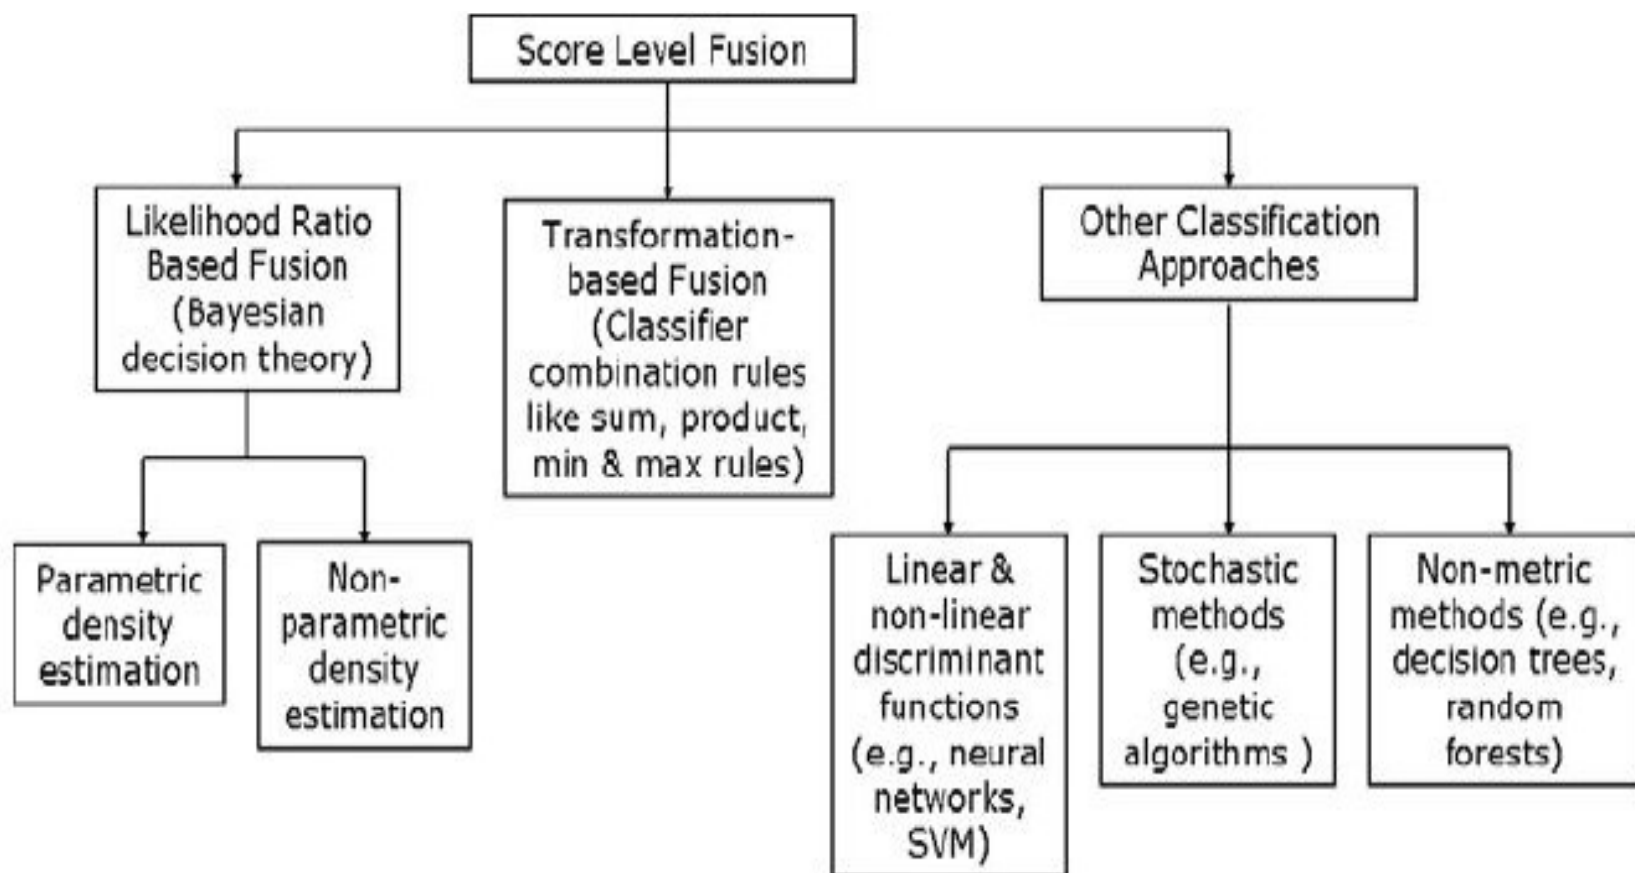 Score Level Fusion
Likelihood Ratio
Based Fusion
(Bayesian
decision theory)
Transformation-
based Fusion
(Classifier
combination rules
like sum, product,
min & max rules)
Other Classification
Approaches
Parametric
density
estimation
Non-
parametric
density
estimation
Linear &
non-linear
discriminant
functions
(e.g., neural
networks,
SVM)
Stochastic
methods
(e.g.,
genetic
algorithms )
Non-metric
methods (e.g.,
decision trees,
random
forests)